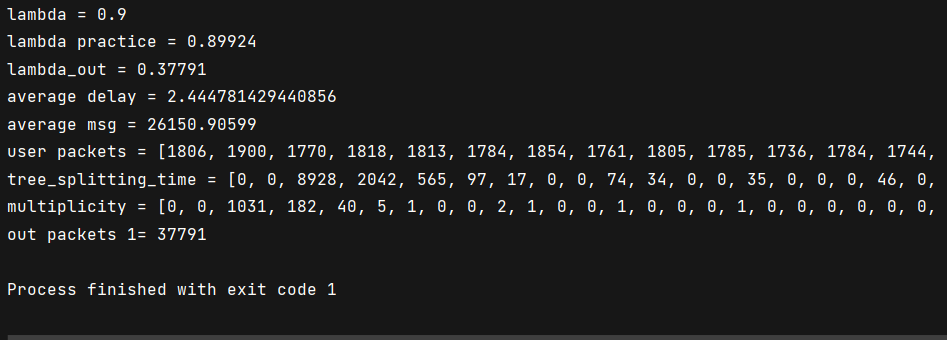 lambda = 0.9
lambda practice = 0.89924
lambda_out = 0.37791
average delay = 2.444781429440856
average msg = 26150.90599
user packets = [1806, 1900, 1770, 1818, 1813, 1784, 1854, 1761, 1805, 1785, 1736, 1784, 1744,
tree_splitting_time = [0, 0, 8928, 2042, 565, 97, 17, 0, 0, 74, 34, 0, 0, 35, 0, 0, 0, 46, 0,
multiplicity = [0, 0, 1031, 182, 40, 5, 1, 0, 0, 2, 1, 0, 0, 1, 0, 0, 0, 1, 0, 0, 0, 0, 0, 0,
out packets 1= 37791
Process finished with exit code 1